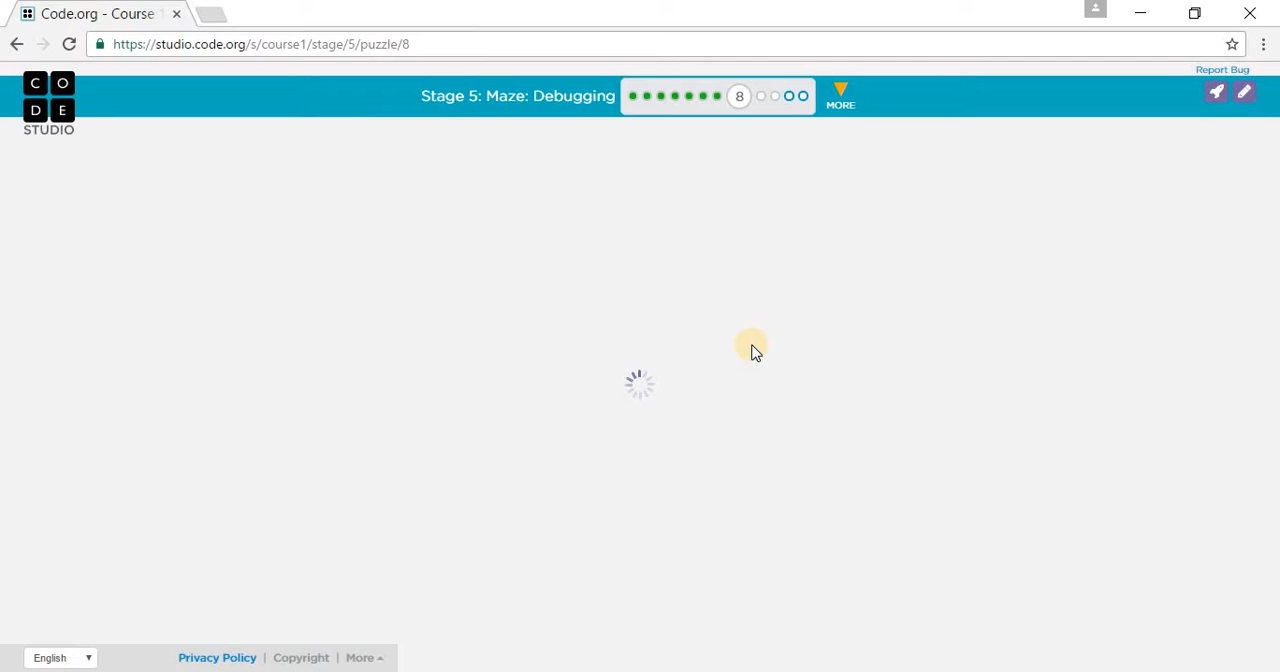 Code.org - Course 1
https://studio.code.org/s/course1/stage/5/puzzle/8
Report Bug
C O
D E
STUDIO
Stage 5: Maze: Debugging
8
MORE
English
Privacy Policy | Copyright | More